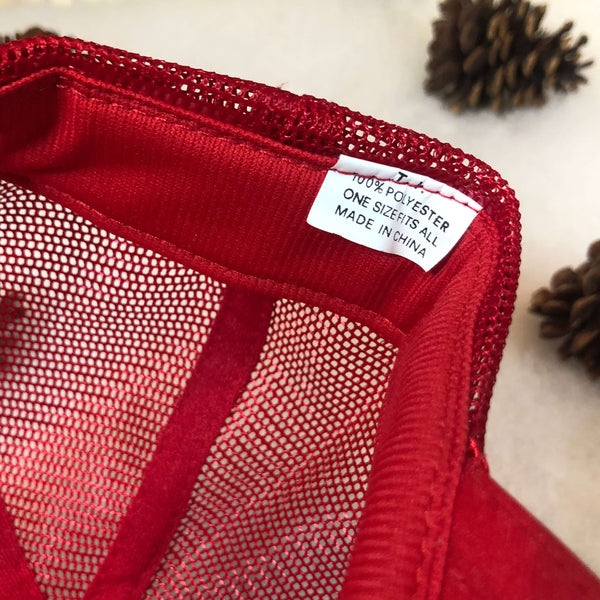 100% POLYESTER
ONE SIZE FITS ALL
MADE IN CHINA